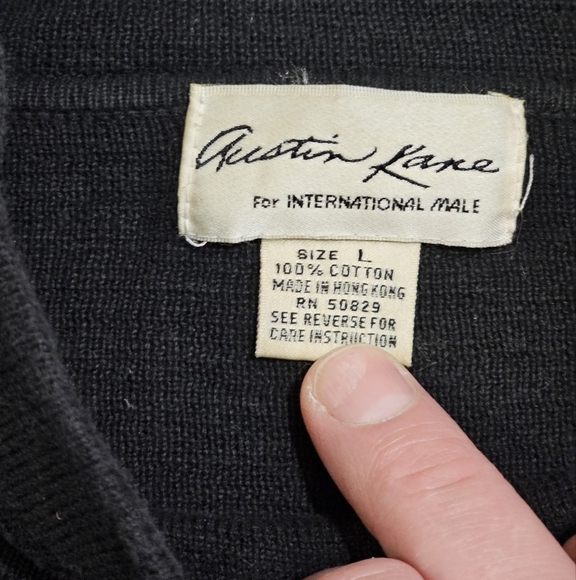 Austin Kane
For INTERNATIONAL MALE
SIZE L
100% COTTON
MADE IN HONG KONG
RN 50829
SEE REVERSE FOR
CARE INSTRUCTION